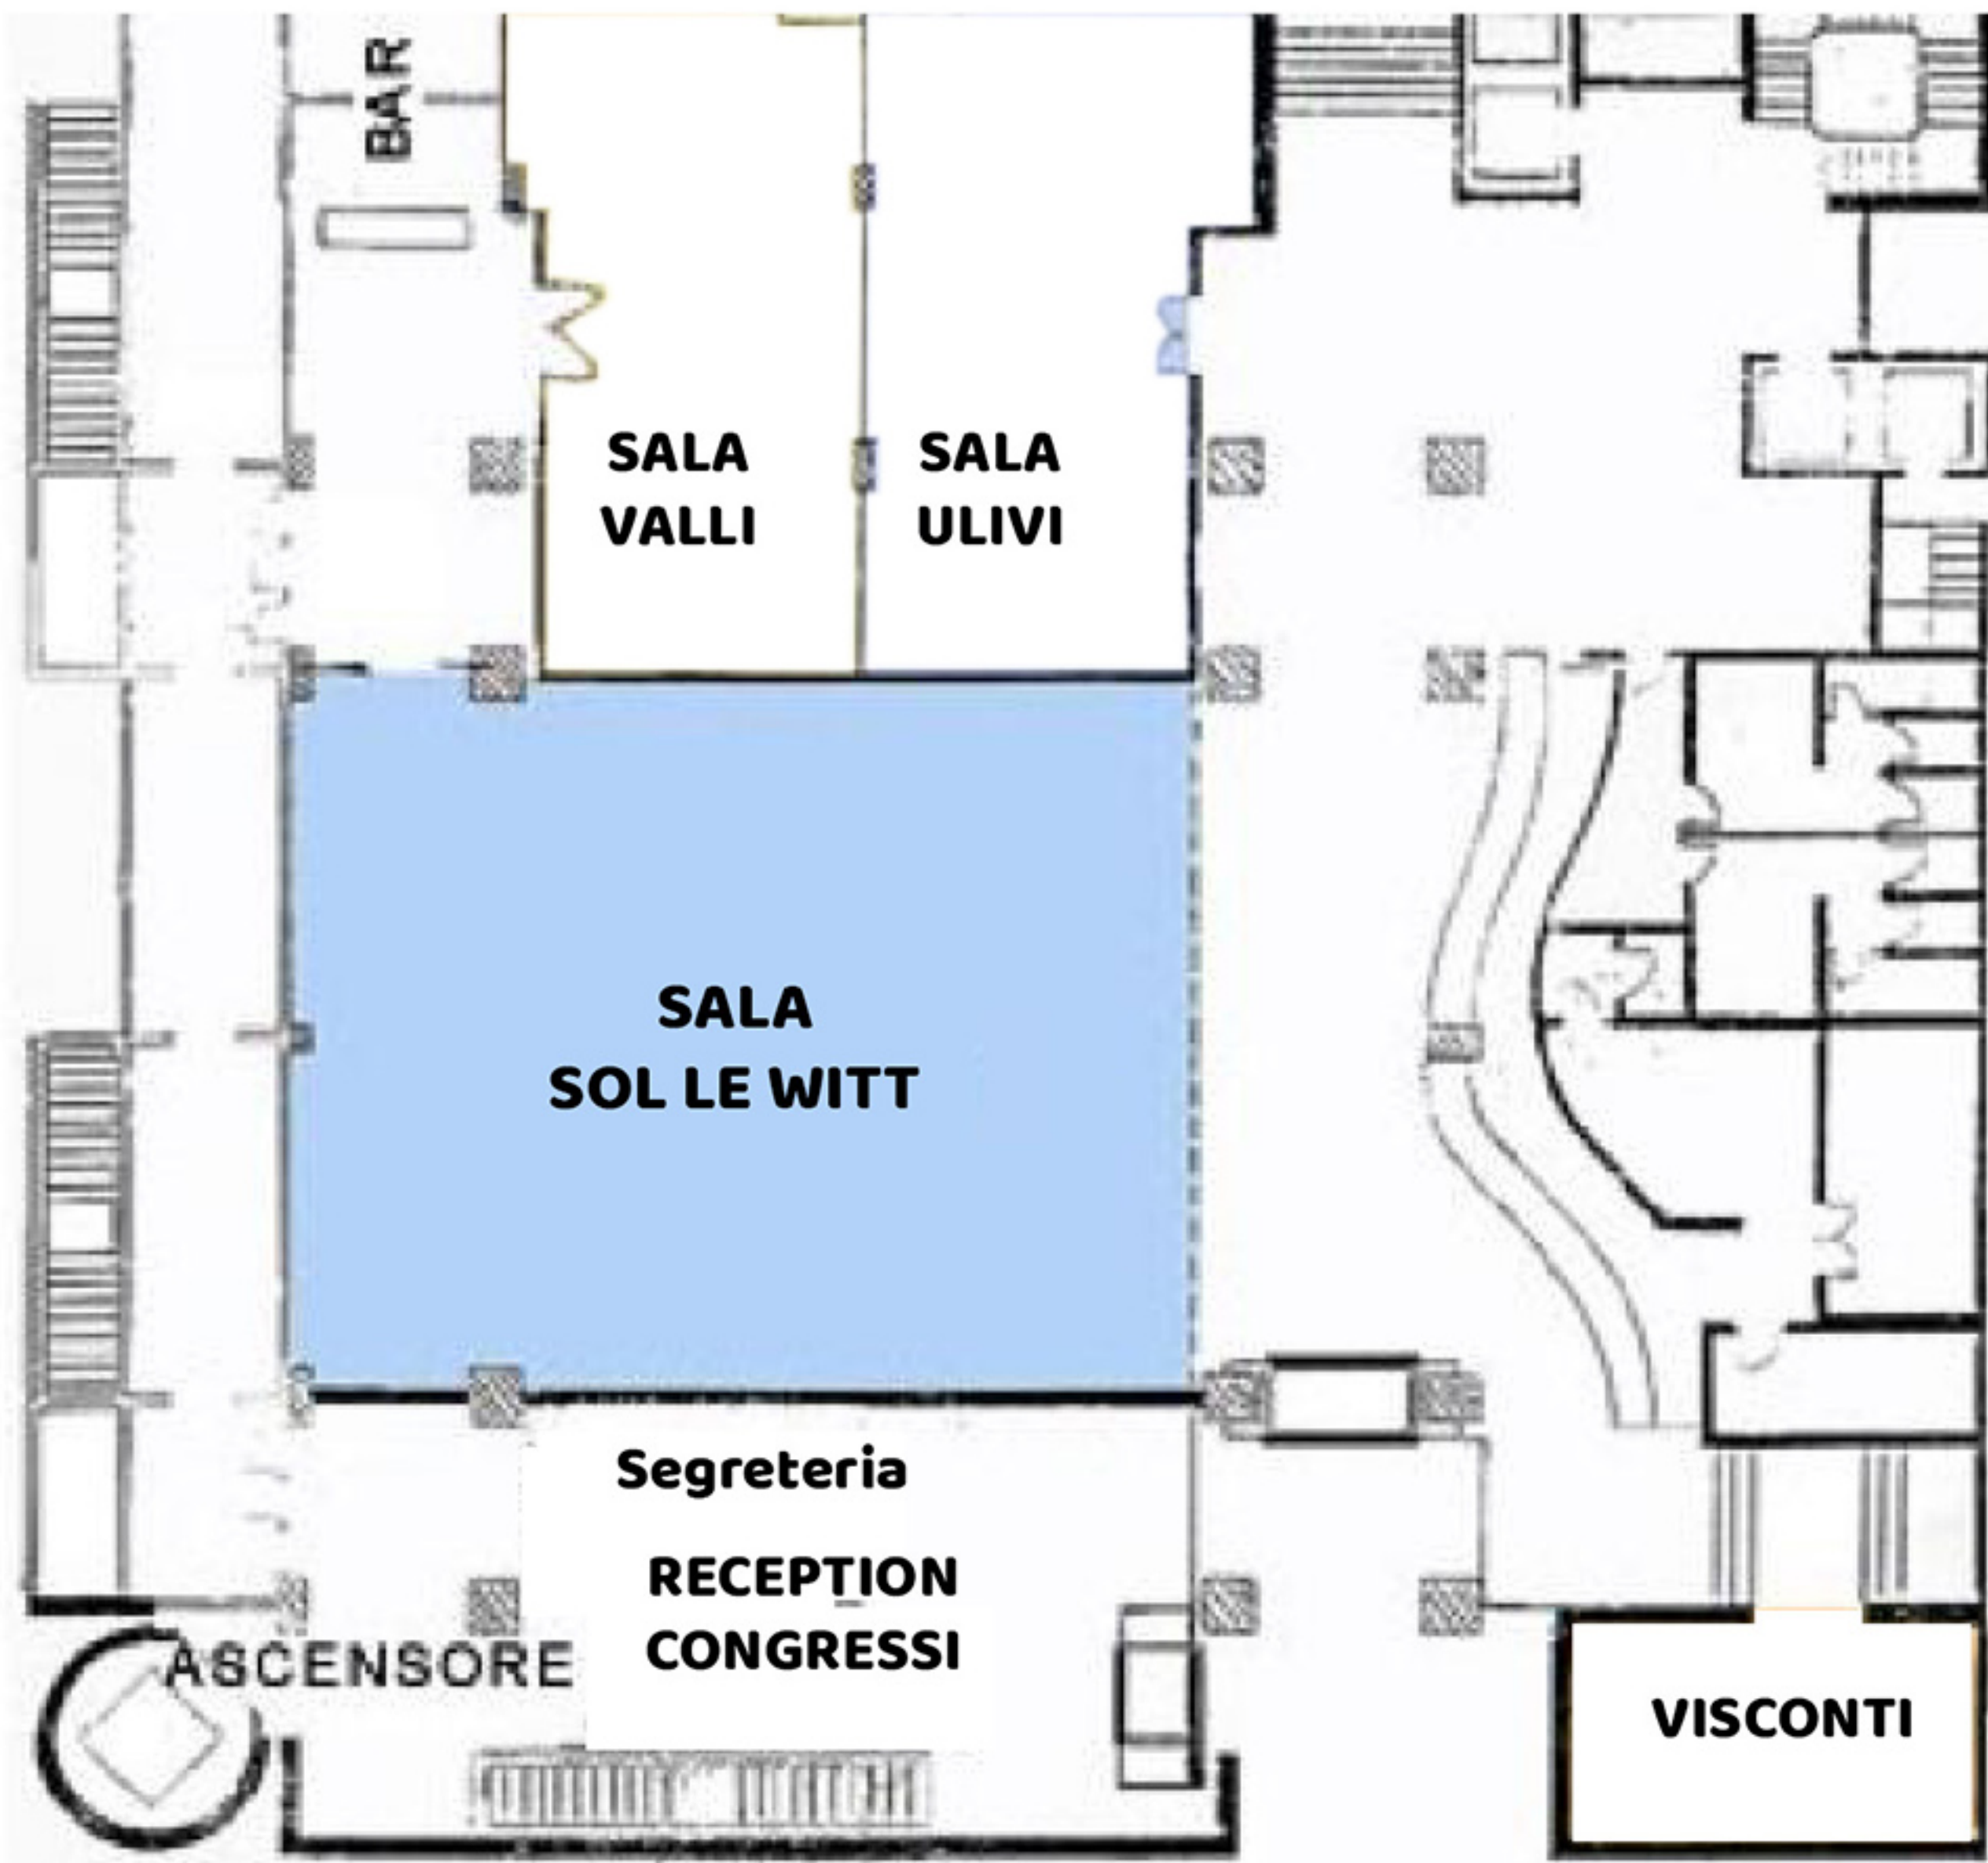 BAR
SALA
VALLI
SALA
ULIVI
SALA
SOL LE WITT
Segreteria
RECEPTION
CONGRESSI
ASCENSORE
VISCONTI